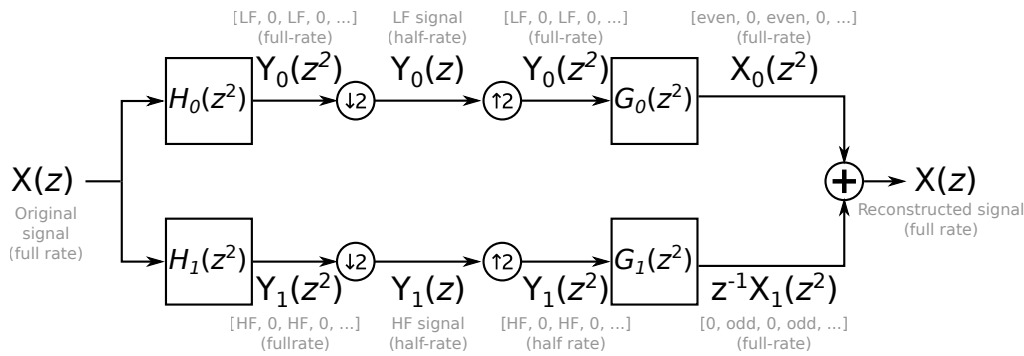 [LF, 0, LF, 0, ...] LF signal [LF, 0, LF, 0, ...] [even, 0, even, 0, ...]
(full-rate) (half-rate) (full-rate) (full-rate)
Y₀(z²) Y₀(z) Y₀(z²) X₀(z²)
H₀(z²) ↓2 ↑2 G₀(z²)
X(z) + X(z)
Original Reconstructed signal
signal (full rate)
(full rate)
H₁(z²) ↓2 ↑2 G₁(z²)
Y₁(z²) Y₁(z) Y₁(z²) z⁻¹X₁(z²)
[HF, 0, HF, 0, ...] HF signal [HF, 0, HF, 0, ...] [0, odd, 0, odd, ...]
(fullrate) (half-rate) (half rate) (full-rate)